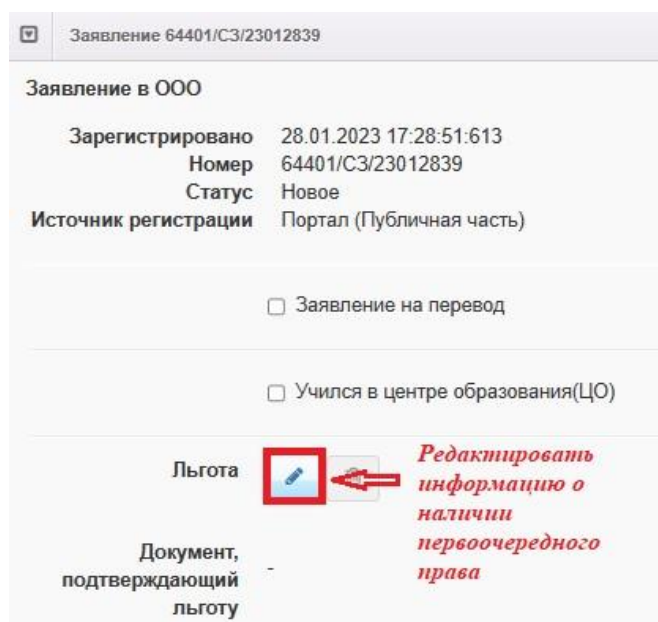 Заявление 64401/СЗ/23012839
Заявление в ООО
Зарегистрировано 28.01.2023 17:28:51:613
Номер 64401/СЗ/23012839
Статус Новое
Источник регистрации Портал (Публичная часть)
Заявление на перевод
Учился в центре образования(ЦО)
Льгота
Редактировать
информацию о
наличии
первоочередного
права
Документ,
подтверждающий -
льготу